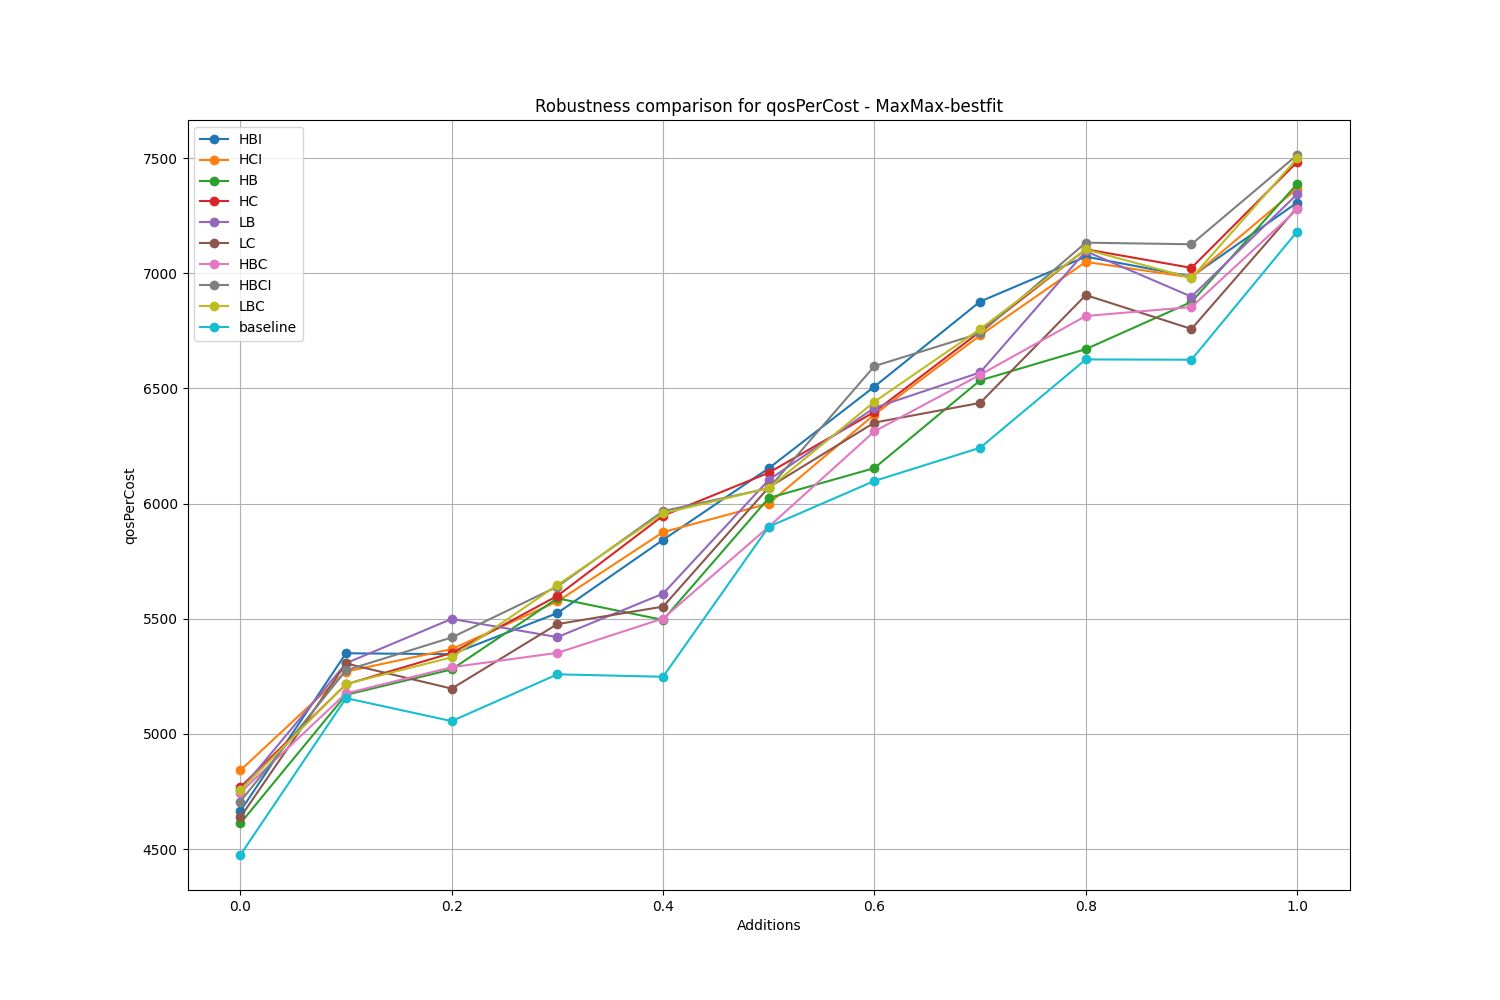 Robustness comparison for qosPerCost - MaxMax-bestfit
HBI
HCI
HB
HC
LB
LC
HBC
HBCI
LBC
baseline
7500
7000
6500
6000
5500
5000
4500
qosPerCost
0.0 0.2 0.4 0.6 0.8 1.0
Additions